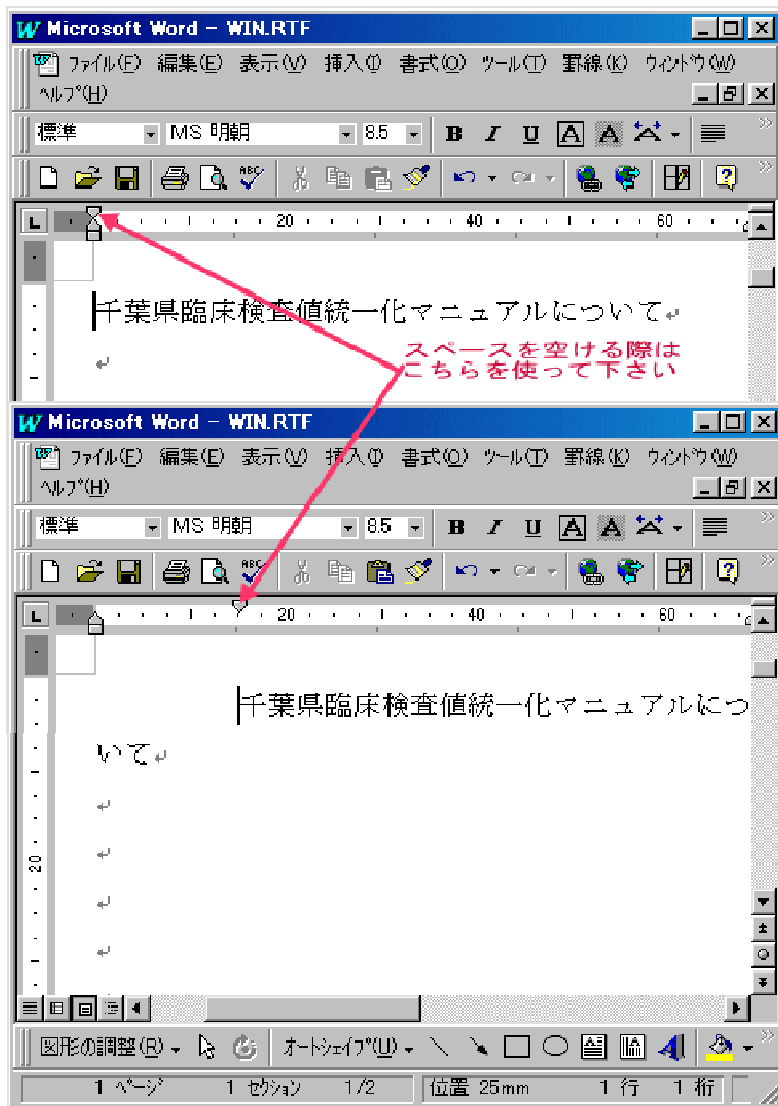 Microsoft Word - WIN.RTF
ファイル(F) 編集(E) 表示(V) 挿入(I) 書式(O) ツール(T) 罫線(K) ウィンドウ(W)
ヘルプ(H)
標準 MS 明朝 8.5 B I U A A
ABC
L 20 40 60
千葉県臨床検査値統一化マニュアルについて
スペースを空ける際は
こちらを使って下さい
Microsoft Word - WIN.RTF
ファイル(F) 編集(E) 表示(V) 挿入(I) 書式(O) ツール(T) 罫線(K) ウィンドウ(W)
ヘルプ(H)
標準 MS 明朝 8.5 B I U A A
ABC
L 20 40 60
千葉県臨床検査値統一化マニュアルにつ
いて
20
図形の調整(R) オートシェイプ(U)
1 ページ 1 セクション 1/2 位置 25mm 1 行 1 桁